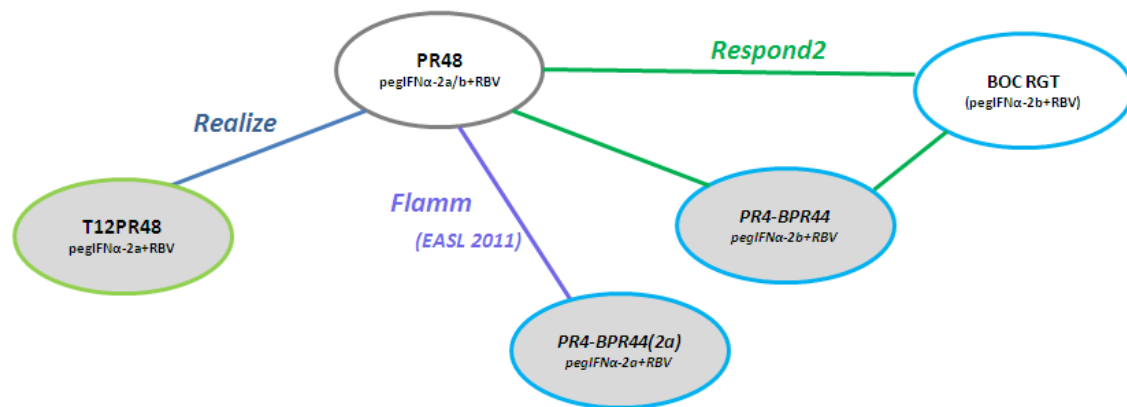 PR48
pegIFNα-2a/b+RBV
Respond2
BOC RGT
(pegIFNα-2b+RBV)
Realize
T12PR48
pegIFNα-2a+RBV
Flamm
(EASL 2011)
PR4-BPR44
pegIFNα-2b+RBV
PR4-BPR44(2a)
pegIFNα-2a+RBV